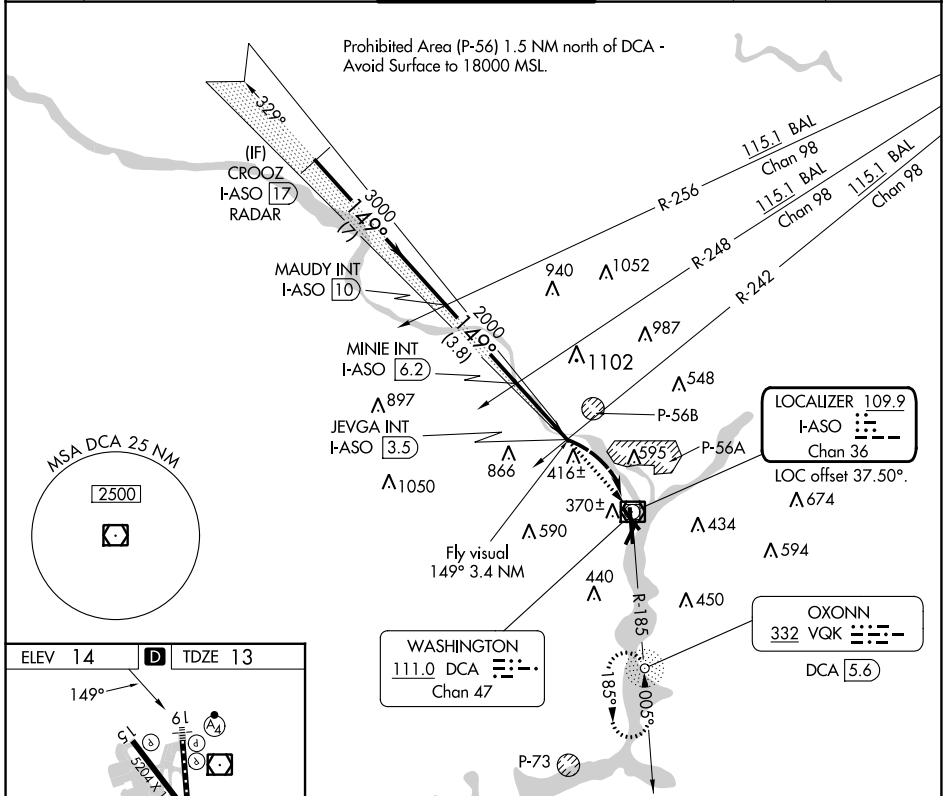 Prohibited Area (P-56) 1.5 NM north of DCA -
Avoid Surface to 18000 MSL.
329°
(IF)
CROOZ
I-ASO 17
RADAR
3000
149°
(7)
115.1 BAL
Chan 98
R-256
115.1 BAL
Chan 98
R-248
115.1 BAL
Chan 98
R-242
MAUDY INT
I-ASO 10
940
1052
2000
149°
(3.8)
987
1102
MINIE INT
I-ASO 6.2
548
897
P-56B
JEVGA INT
I-ASO 3.5
LOCALIZER 109.9
I-ASO
Chan 36
LOC offset 37.50°.
P-56A
595
866
416±
MSA DCA 25 NM
2500
1050
674
370±
434
590
594
Fly visual
149° 3.4 NM
440
450
R-185
WASHINGTON
111.0 DCA
Chan 47
OXONN
332 VQK
DCA 5.6
185°
005°
P-73
ELEV 14
D
TDZE 13
149°
19
A4
15
P
P
P
5204 X